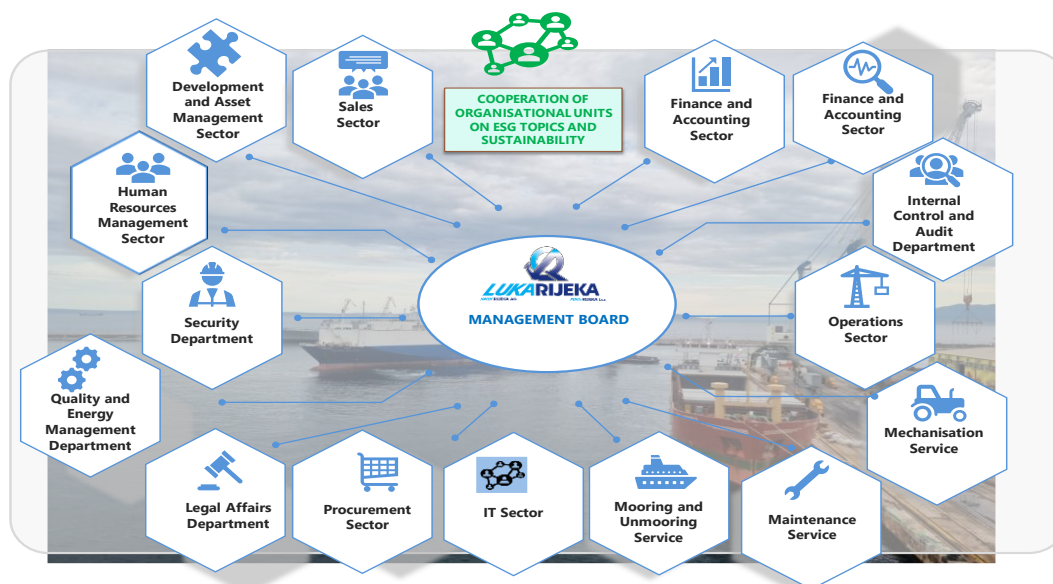 Development
and Asset
Management
Sector
Sales
Sector
COOPERATION OF
ORGANISATIONAL UNITS
ON ESG TOPICS AND
SUSTAINABILITY
Finance and
Accounting
Sector
Finance and
Accounting
Sector
Human
Resources
Management
Sector
Internal
Control and
Audit
Department
LUKARIJEKA
MANAGEMENT BOARD
Security
Department
Operations
Sector
Quality and
Energy
Management
Department
Mechanisation
Service
Legal Affairs
Department
Procurement
Sector
IT Sector
Mooring and
Unmooring
Service
Maintenance
Service